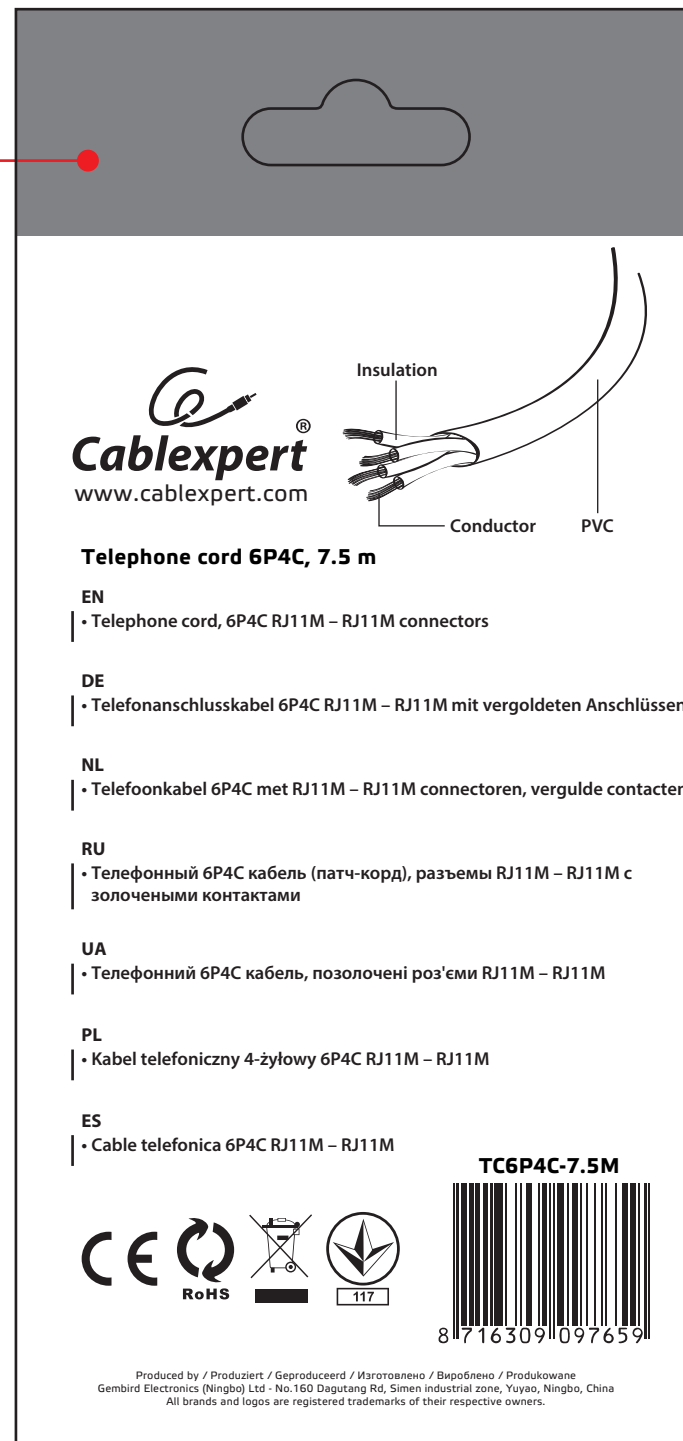 Insulation
Cablexpert®
www.cablexpert.com
Conductor PVC
Telephone cord 6P4C, 7.5 m
EN
• Telephone cord, 6P4C RJ11M – RJ11M connectors
DE
• Telefonanschlusskabel 6P4C RJ11M – RJ11M mit vergoldeten Anschlüssen
NL
• Telefoonkabel 6P4C met RJ11M – RJ11M connectoren, vergulde contacten
RU
• Телефонный 6P4C кабель (патч-корд), разъемы RJ11M – RJ11M с
золочеными контактами
UA
• Телефонний 6P4C кабель, позолочені роз'єми RJ11M – RJ11M
PL
• Kabel telefoniczny 4-żyłowy 6P4C RJ11M – RJ11M
ES
• Cable telefonica 6P4C RJ11M – RJ11M
TC6P4C-7.5M
CE
RoHS
117
8 716309 097659
Produced by / Produziert / Geproduceerd / Изготовлено / Вироблено / Produkowane
Gembird Electronics (Ningbo) Ltd - No.160 Dagutang Rd, Simen industrial zone, Yuyao, Ningbo, China
All brands and logos are registered trademarks of their respective owners.